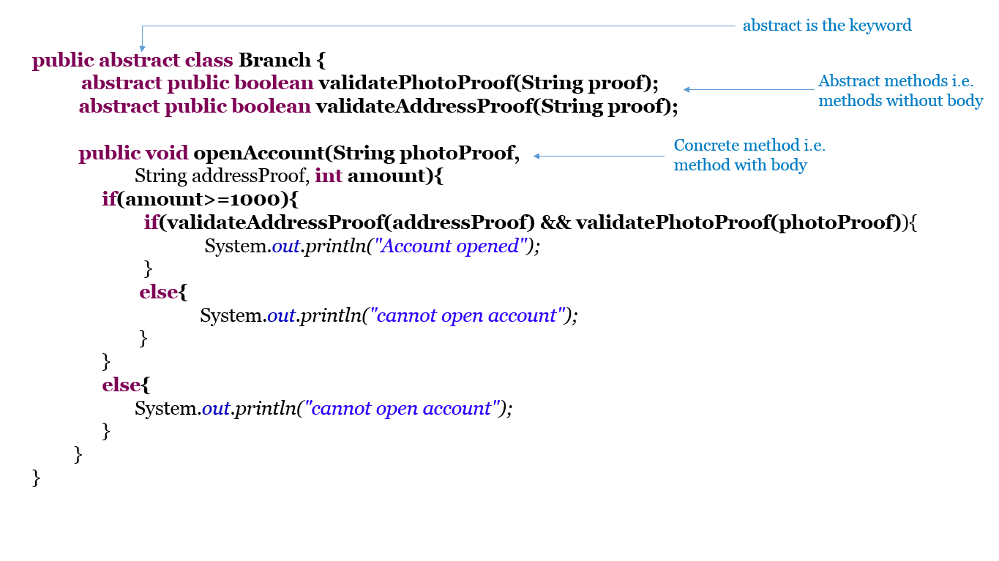 abstract is the keyword
public abstract class Branch {
abstract public boolean validatePhotoProof(String proof);
abstract public boolean validateAddressProof(String proof);
Abstract methods i.e.
methods without body
public void openAccount(String photoProof,
String addressProof, int amount){
Concrete method i.e.
method with body
if(amount>=1000){
if(validateAddressProof(addressProof) && validatePhotoProof(photoProof)){
System.out.println("Account opened");
}
else{
System.out.println("cannot open account");
}
}
else{
System.out.println("cannot open account");
}
}
}